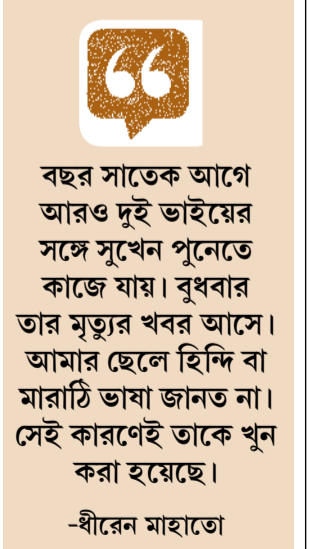 বছর সাতেক আগে
আরও দুই ভাইয়ের
সঙ্গে সুখেন পুনেতে
কাজে যায়। বুধবার
তার মৃত্যুর খবর আসে।
আমার ছেলে হিন্দি বা
মারাঠি ভাষা জানত না।
সেই কারণেই তাকে খুন
করা হয়েছে।
-ধীরেন মাহাতো